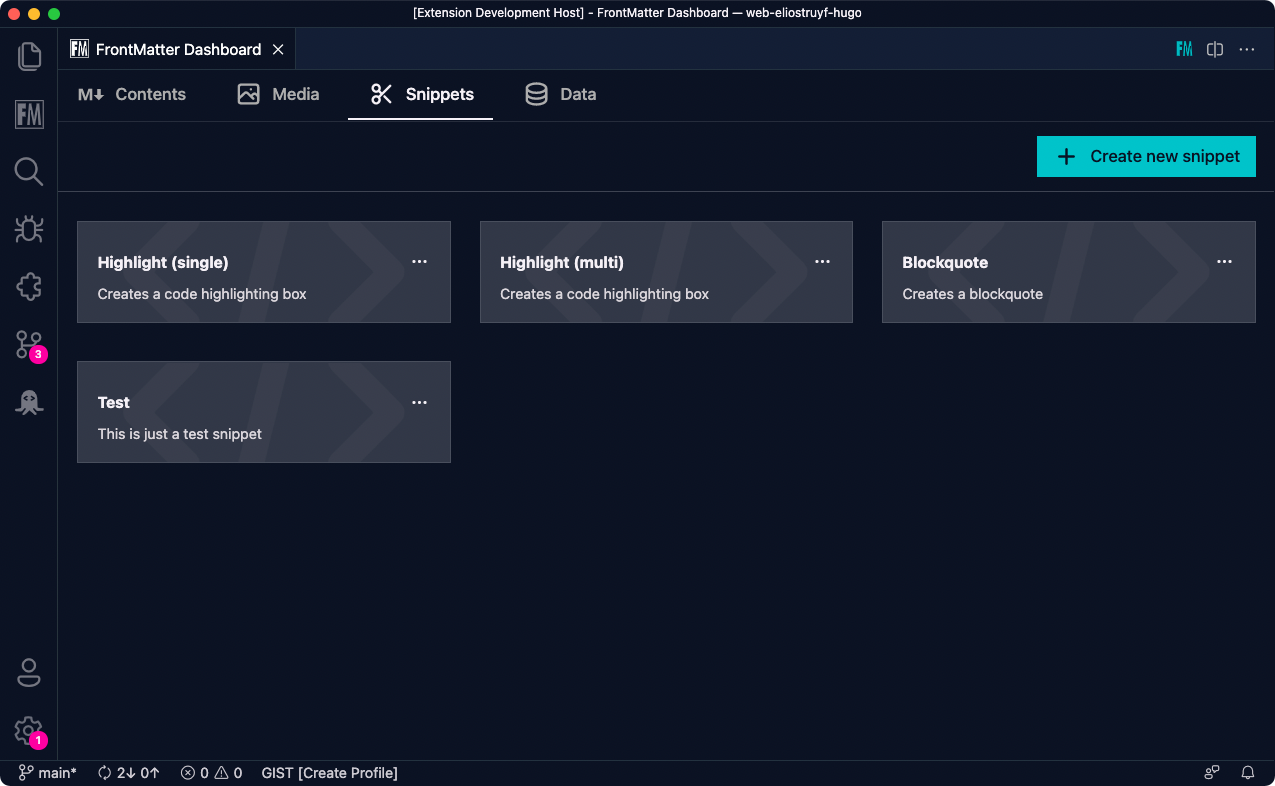 [Extension Development Host] - FrontMatter Dashboard — web-eliostruyf-hugo
FM FrontMatter Dashboard
FM
M↓ Contents
Media
Snippets
Data
FM
Create new snippet
Highlight (single)
Creates a code highlighting box
Highlight (multi)
Creates a code highlighting box
Blockquote
Creates a blockquote
3
Test
This is just a test snippet
1
main* 2↓ 0↑ 0 0 GIST [Create Profile]